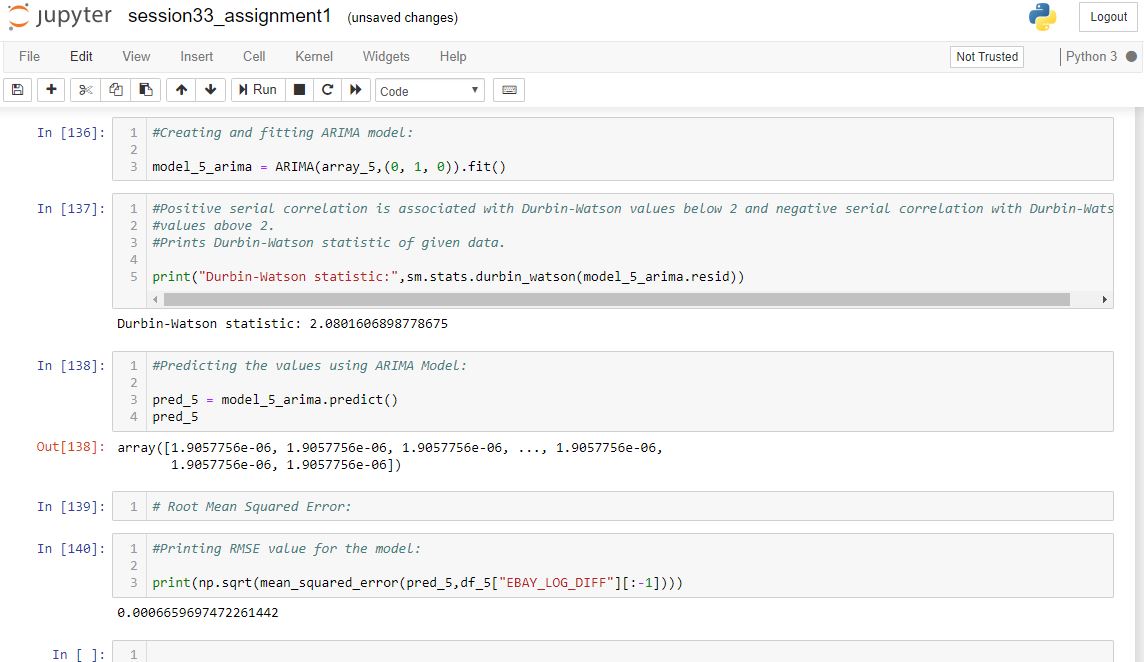 jupyter session33_assignment1 (unsaved changes) Logout
File Edit View Insert Cell Kernel Widgets Help Not Trusted Python 3
Run Code
In [136]: 1 #Creating and fitting ARIMA model:
2
3 model_5_arima = ARIMA(array_5,(0, 1, 0)).fit()
In [137]: 1 #Positive serial correlation is associated with Durbin-Watson values below 2 and negative serial correlation with Durbin-Wats
2 #values above 2.
3 #Prints Durbin-Watson statistic of given data.
4
5 print("Durbin-Watson statistic:",sm.stats.durbin_watson(model_5_arima.resid))
Durbin-Watson statistic: 2.0801606898778675
In [138]: 1 #Predicting the values using ARIMA Model:
2
3 pred_5 = model_5_arima.predict()
4 pred_5
Out[138]: array([1.9057756e-06, 1.9057756e-06, 1.9057756e-06, ..., 1.9057756e-06,
1.9057756e-06, 1.9057756e-06])
In [139]: 1 # Root Mean Squared Error:
In [140]: 1 #Printing RMSE value for the model:
2
3 print(np.sqrt(mean_squared_error(pred_5,df_5["EBAY_LOG_DIFF"][:-1])))
0.0006659697472261442
In [ ]: 1